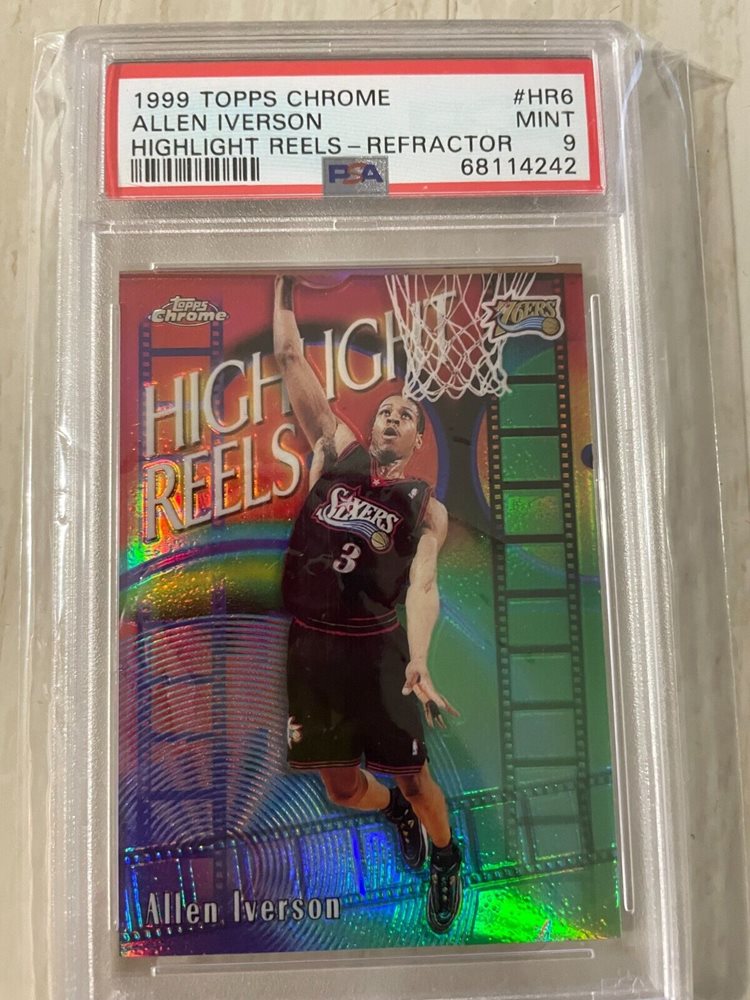 1999 TOPPS CHROME #HR6
ALLEN IVERSON MINT
HIGHLIGHT REELS - REFRACTOR 9
PSA 68114242
Topps
Chrome
76ERS
HIGHLIGHT
REELS
SIXERS
3
Allen Iverson